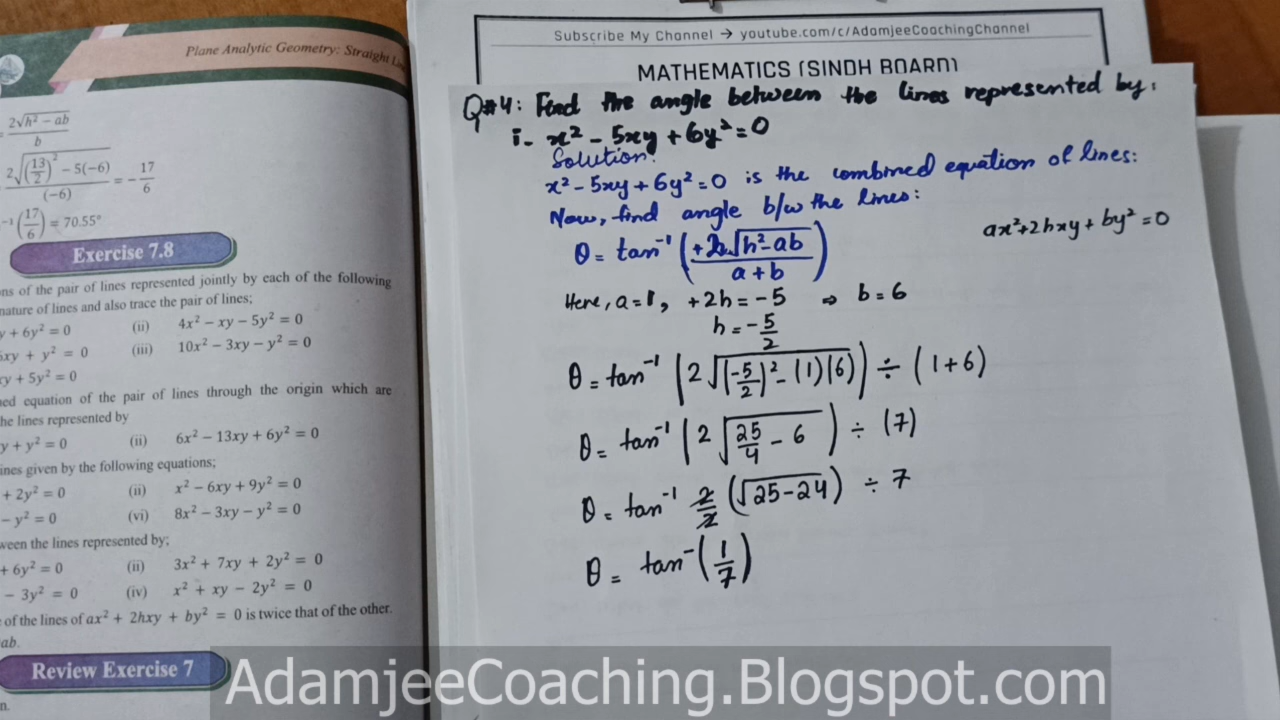 Plane Analytic Geometry: Straight
= 2√(h² − ab) / b
2√((13/2)² − 5(−6)) / (−6) = − 17/6
⁻¹(17/6) = 70.55°
Exercise 7.8
ns of the pair of lines represented jointly by each of the following
nature of lines and also trace the pair of lines;
y + 6y² = 0 (ii) 4x² − xy − 5y² = 0
xy + y² = 0 (iii) 10x² − 3xy − y² = 0
y + 5y² = 0
ed equation of the pair of lines through the origin which are
he lines represented by
y + y² = 0 (ii) 6x² − 13xy + 6y² = 0
ines given by the following equations;
+ 2y² = 0 (ii) x² − 6xy + 9y² = 0
− y² = 0 (vi) 8x² − 3xy − y² = 0
ween the lines represented by;
+ 6y² = 0 (ii) 3x² + 7xy + 2y² = 0
− 3y² = 0 (iv) x² + xy − 2y² = 0
of the lines of ax² + 2hxy + by² = 0 is twice that of the other.
ab.
Review Exercise 7
n.
Subscribe My Channel → youtube.com/c/AdamjeeCoachingChannel
MATHEMATICS (SINDH BOARD)
Q#4: Find the angle between the lines represented by:
i- x² − 5xy + 6y² = 0
Solution:
x² − 5xy + 6y² = 0 is the combined equation of lines:
Now, find angle b/w the lines:
ax² + 2hxy + by² = 0
θ = tan⁻¹ (+2√(h² − ab) / a + b)
Here, a = 1, +2h = −5 ⇒ b = 6
h = −5/2
θ = tan⁻¹ (2√((−5/2)² − (1)(6))) ÷ (1+6)
θ = tan⁻¹ (2√(25/4 − 6)) ÷ (7)
θ = tan⁻¹ 2/2 (√(25−24)) ÷ 7
θ = tan⁻(1/7)
AdamjeeCoaching.Blogspot.com